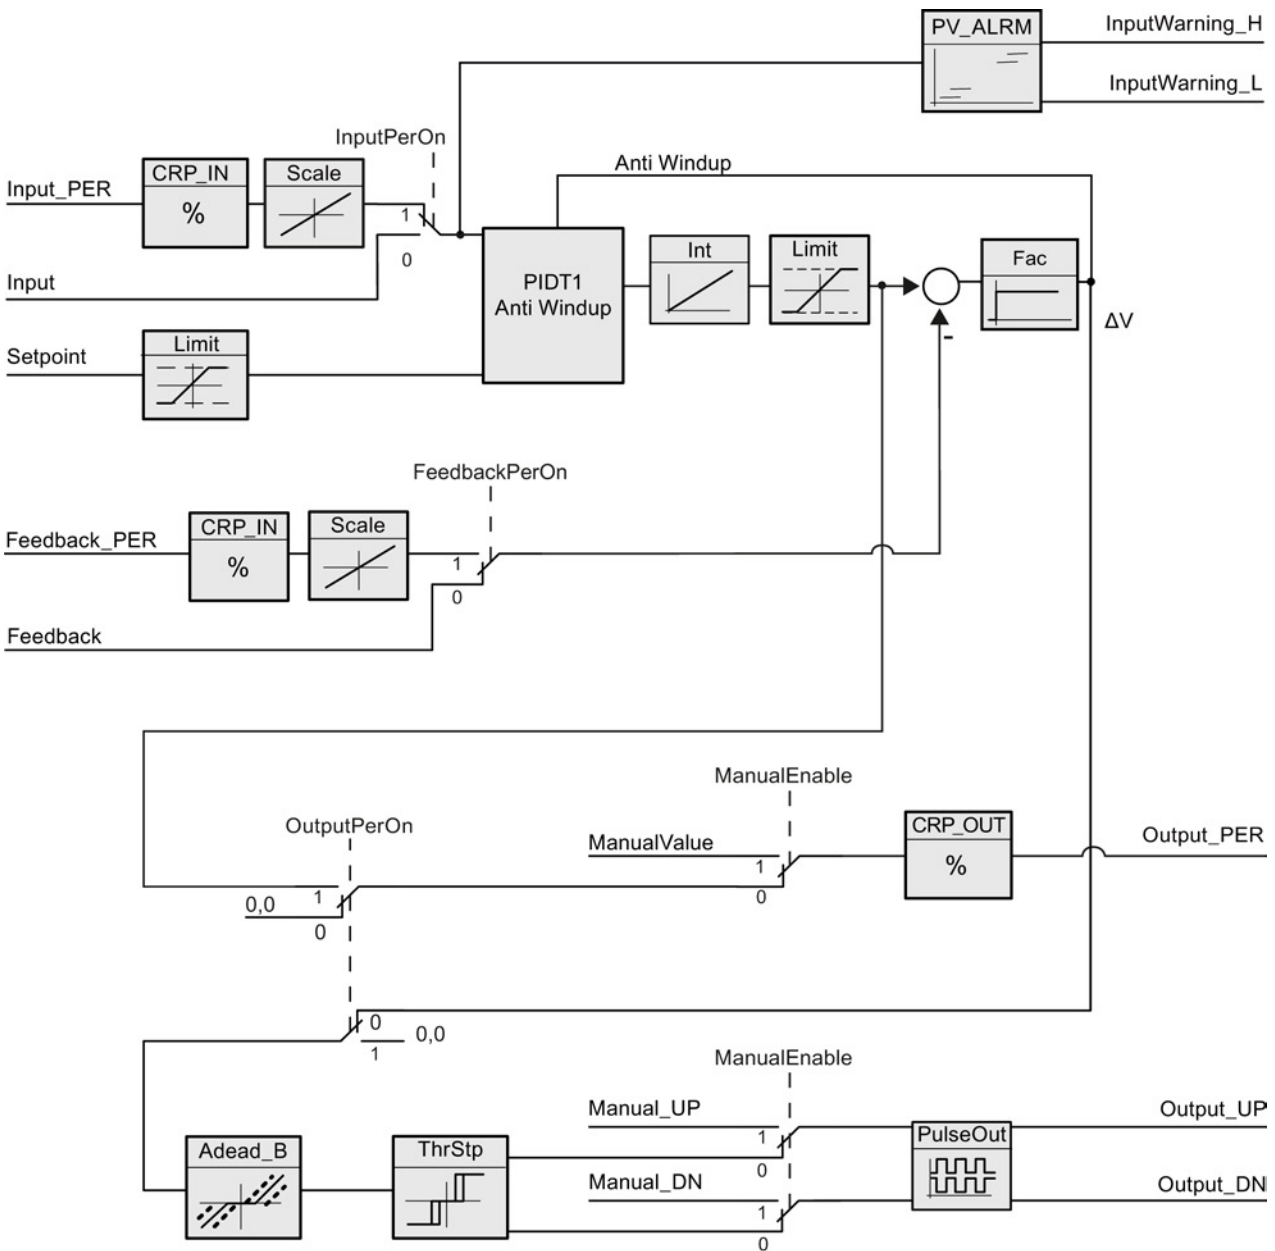 PV_ALRM
InputWarning_H
InputWarning_L
InputPerOn
Anti Windup
Input_PER
CRP_IN
%
Scale
1
0
Input
PIDT1
Anti Windup
Int
Limit
Fac
ΔV
-
Setpoint
Limit
FeedbackPerOn
Feedback_PER
CRP_IN
%
Scale
1
0
Feedback
ManualEnable
OutputPerOn
ManualValue
1
0
CRP_OUT
%
Output_PER
0,0
1
0
0
1
0,0
ManualEnable
Manual_UP
1
0
Manual_DN
1
0
PulseOut
Output_UP
Output_DN
Adead_B
ThrStp